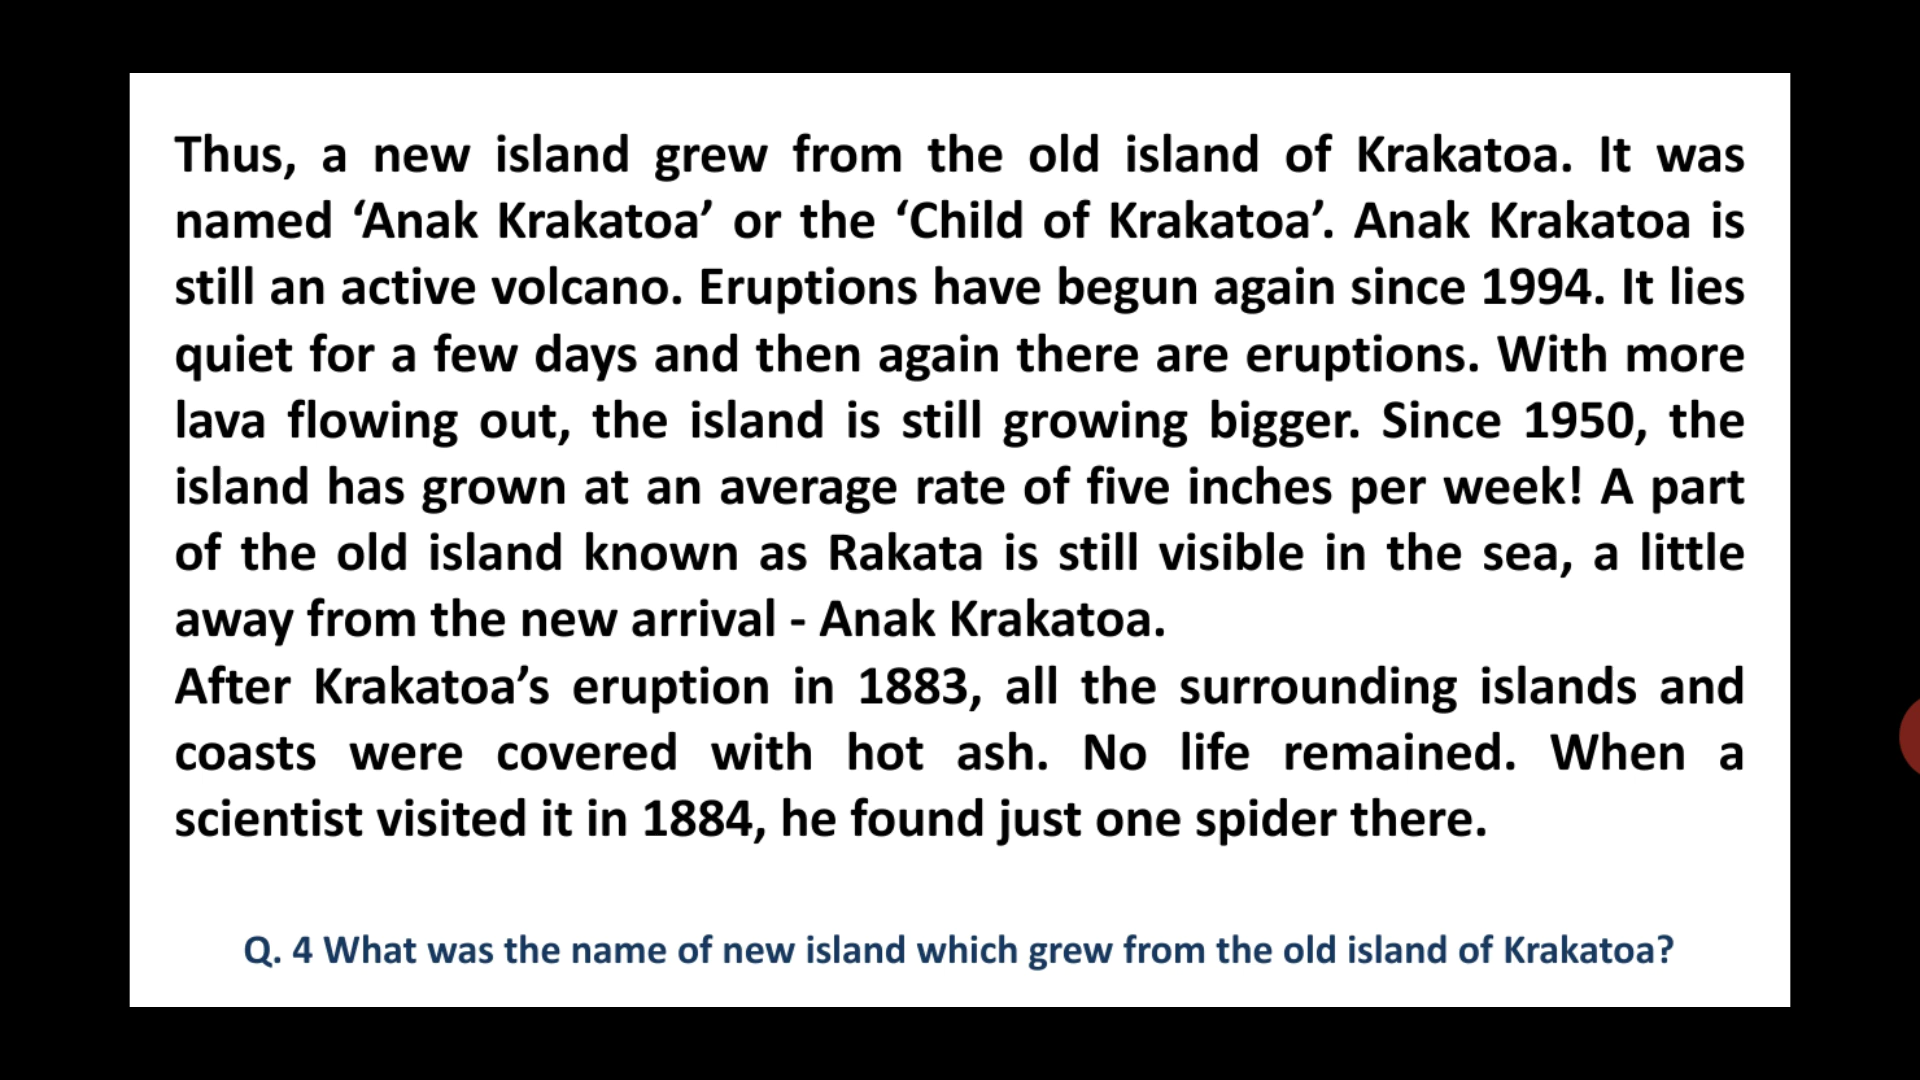 Thus, a new island grew from the old island of Krakatoa. It was
named ‘Anak Krakatoa’ or the ‘Child of Krakatoa’. Anak Krakatoa is
still an active volcano. Eruptions have begun again since 1994. It lies
quiet for a few days and then again there are eruptions. With more
lava flowing out, the island is still growing bigger. Since 1950, the
island has grown at an average rate of five inches per week! A part
of the old island known as Rakata is still visible in the sea, a little
away from the new arrival - Anak Krakatoa.
After Krakatoa’s eruption in 1883, all the surrounding islands and
coasts were covered with hot ash. No life remained. When a
scientist visited it in 1884, he found just one spider there.
Q. 4 What was the name of new island which grew from the old island of Krakatoa?